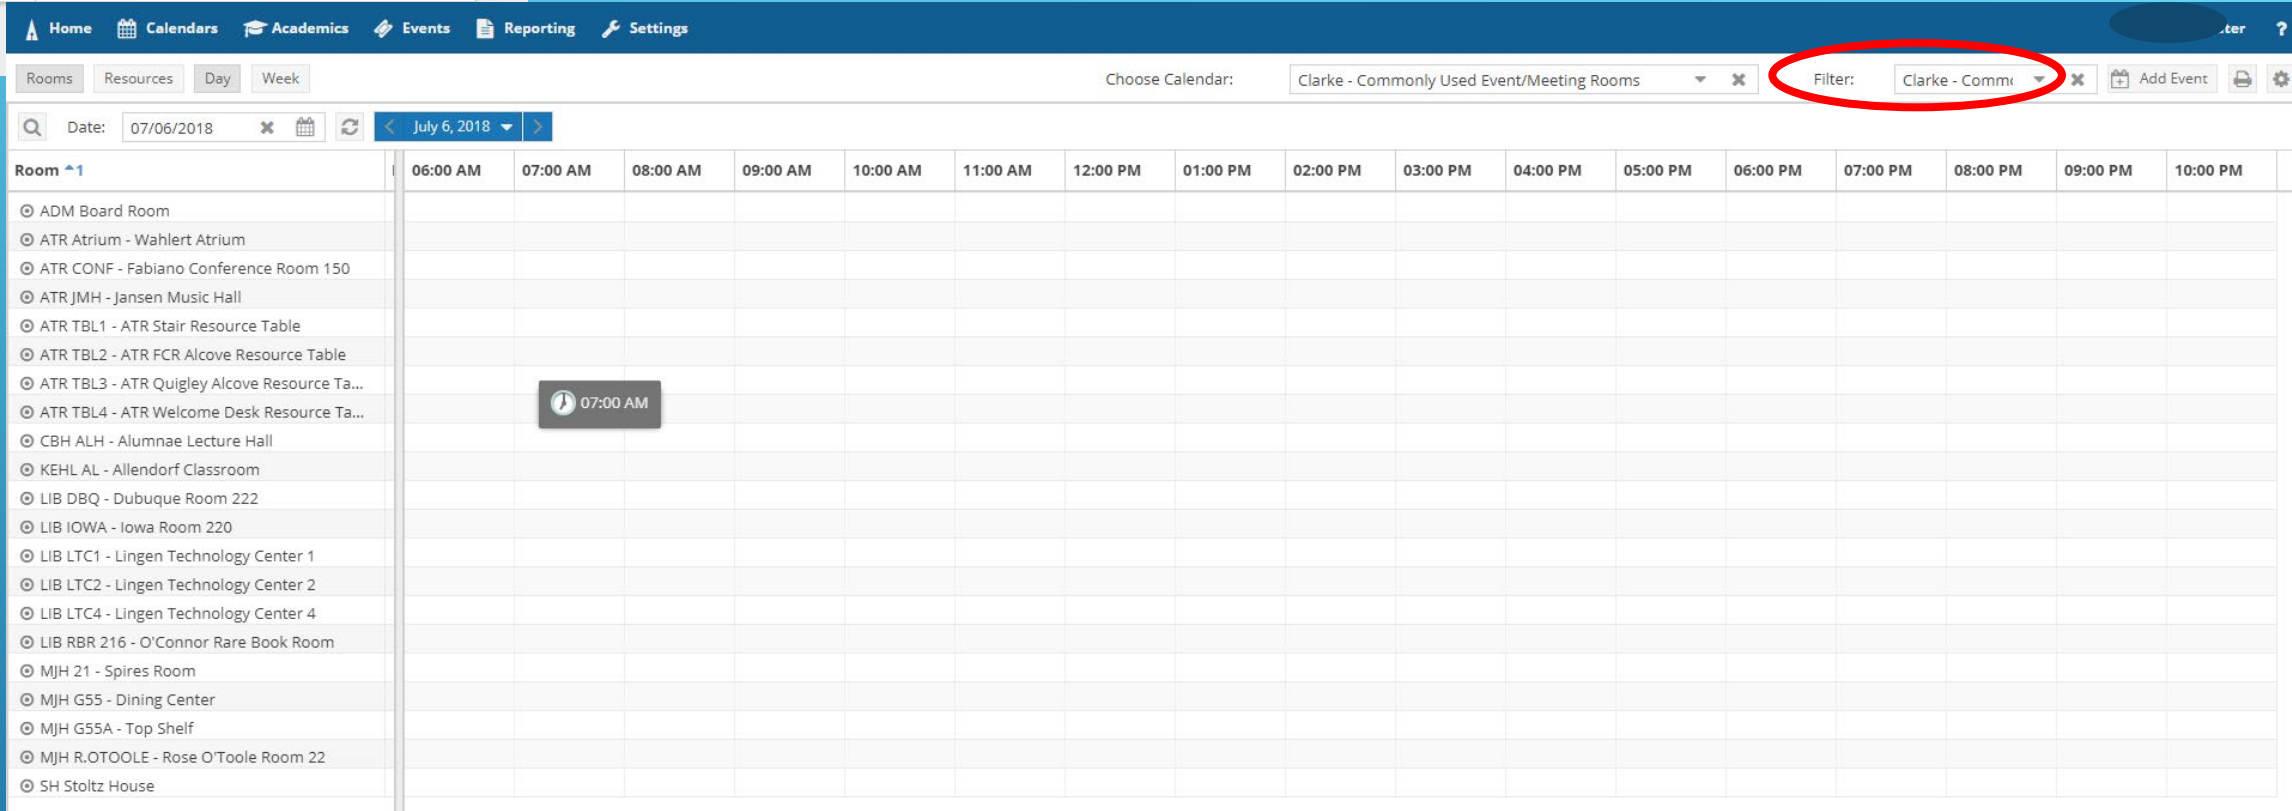 Home Calendars Academics Events Reporting Settings ter ?
Rooms Resources Day Week Choose Calendar: Clarke - Commonly Used Event/Meeting Rooms Filter: Clarke - Comm Add Event
Date: 07/06/2018 July 6, 2018
Room 1 06:00 AM 07:00 AM 08:00 AM 09:00 AM 10:00 AM 11:00 AM 12:00 PM 01:00 PM 02:00 PM 03:00 PM 04:00 PM 05:00 PM 06:00 PM 07:00 PM 08:00 PM 09:00 PM 10:00 PM
ADM Board Room
ATR Atrium - Wahlert Atrium
ATR CONF - Fabiano Conference Room 150
ATR JMH - Jansen Music Hall
ATR TBL1 - ATR Stair Resource Table
ATR TBL2 - ATR FCR Alcove Resource Table
ATR TBL3 - ATR Quigley Alcove Resource Ta...
ATR TBL4 - ATR Welcome Desk Resource Ta...
07:00 AM
CBH ALH - Alumnae Lecture Hall
KEHL AL - Allendorf Classroom
LIB DBQ - Dubuque Room 222
LIB IOWA - Iowa Room 220
LIB LTC1 - Lingen Technology Center 1
LIB LTC2 - Lingen Technology Center 2
LIB LTC4 - Lingen Technology Center 4
LIB RBR 216 - O'Connor Rare Book Room
MJH 21 - Spires Room
MJH G55 - Dining Center
MJH G55A - Top Shelf
MJH R.OTOOLE - Rose O'Toole Room 22
SH Stoltz House